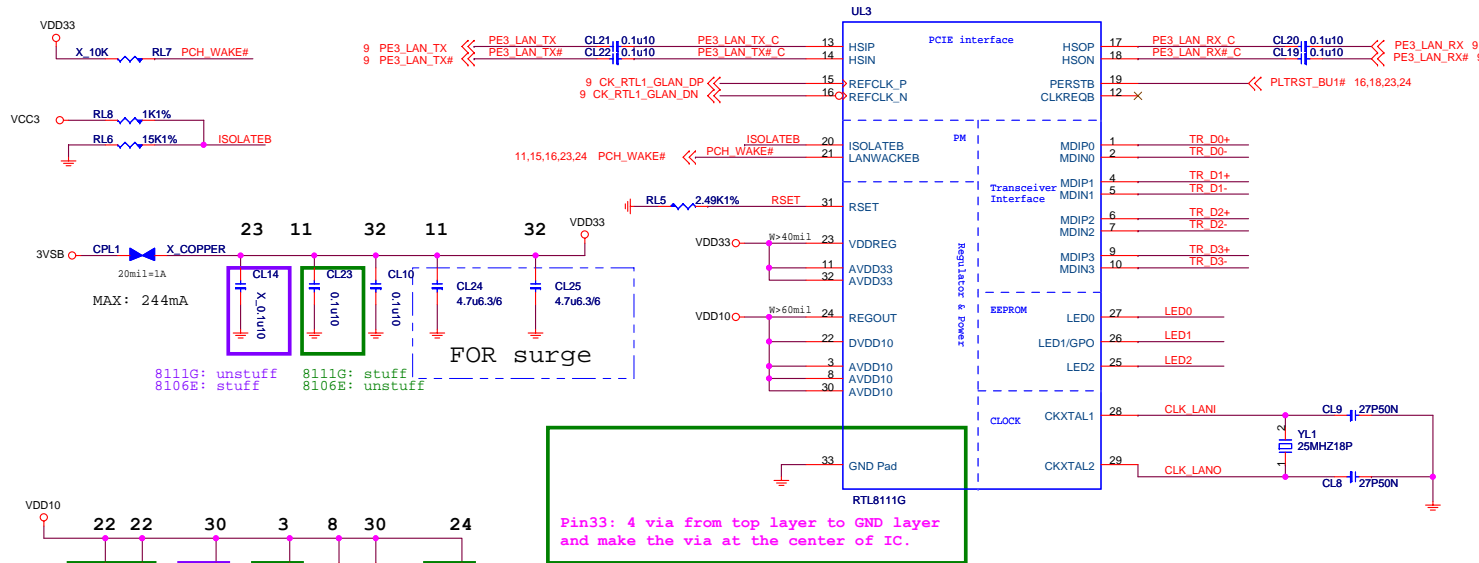 VDD33
X_10K RL7 PCH_WAKE#
VCC3
RL8 1K1%
RL6 15K1% ISOLATEB
9 PE3_LAN_TX PE3_LAN_TX CL21 0.1u10 PE3_LAN_TX_C 13
9 PE3_LAN_TX# PE3_LAN_TX# CL22 0.1u10 PE3_LAN_TX#_C 14
9 CK_RTL1_GLAN_DP 15
9 CK_RTL1_GLAN_DN 16
20
11,15,16,23,24 PCH_WAKE# PCH_WAKE# 21
RL5 2.49K1% RSET 31
VDD33 W>40mil 23
11
32
VDD10 W>60mil 24
22
3
8
30
33
UL3
PCIE interface
HSIP HSOP
HSIN HSON
REFCLK_P PERSTB
REFCLK_N CLKREQB
PM
ISOLATEB MDIP0
LANWACKEB MDIN0
Transceiver
Interface
MDIP1
MDIN1
RSET MDIP2
MDIN2
VDDREG MDIP3
AVDD33 MDIN3
AVDD33
Regulator & Power
EEPROM
REGOUT LED0
DVDD10 LED1/GPO
AVDD10 LED2
AVDD10
AVDD10
CLOCK
CKXTAL1
GND Pad CKXTAL2
RTL8111G
17 PE3_LAN_RX_C CL20 0.1u10 PE3_LAN_RX 9
18 PE3_LAN_RX#_C CL19 0.1u10 PE3_LAN_RX#
19 PLTRST_BU1# 16,18,23,24
12
1 TR_D0+
2 TR_D0-
4 TR_D1+
5 TR_D1-
6 TR_D2+
7 TR_D2-
9 TR_D3+
10 TR_D3-
27 LED0
26 LED1
25 LED2
28 CLK_LANI CL9 27P50N
2
YL1
25MHZ18P
1
29 CLK_LANO CL8 27P50N
23 11 32 11 32
VDD33
3VSB CPL1 X_COPPER
20mil=1A
MAX: 244mA
CL14
X_0.1u10
CL23
0.1u10
CL10
0.1u10
CL24
4.7u6.3/6
CL25
4.7u6.3/6
FOR surge
8111G: unstuff
8106E: stuff
8111G: stuff
8106E: unstuff
Pin33: 4 via from top layer to GND layer
and make the via at the center of IC.
VDD10
22 22 30 3 8 30 24